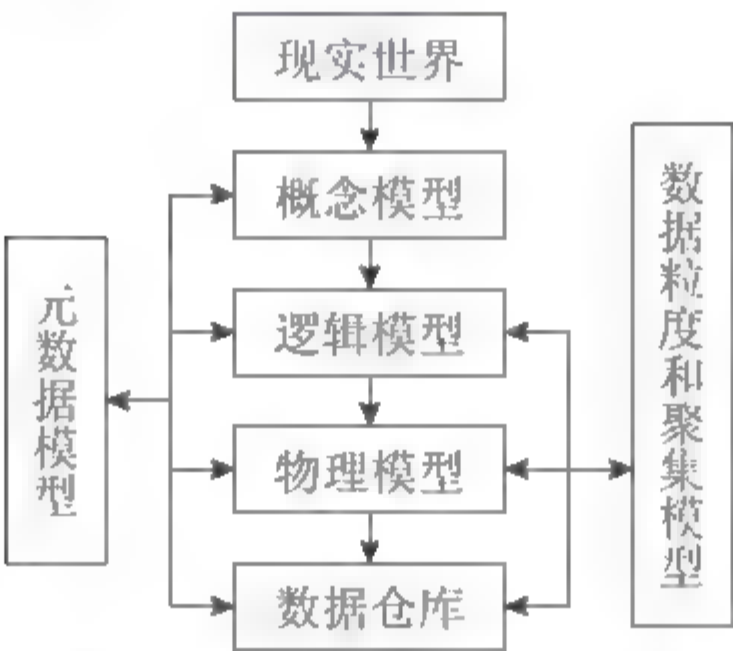 现实世界
概念模型
逻辑模型
物理模型
数据仓库
元数据模型
数据粒度和聚集模型